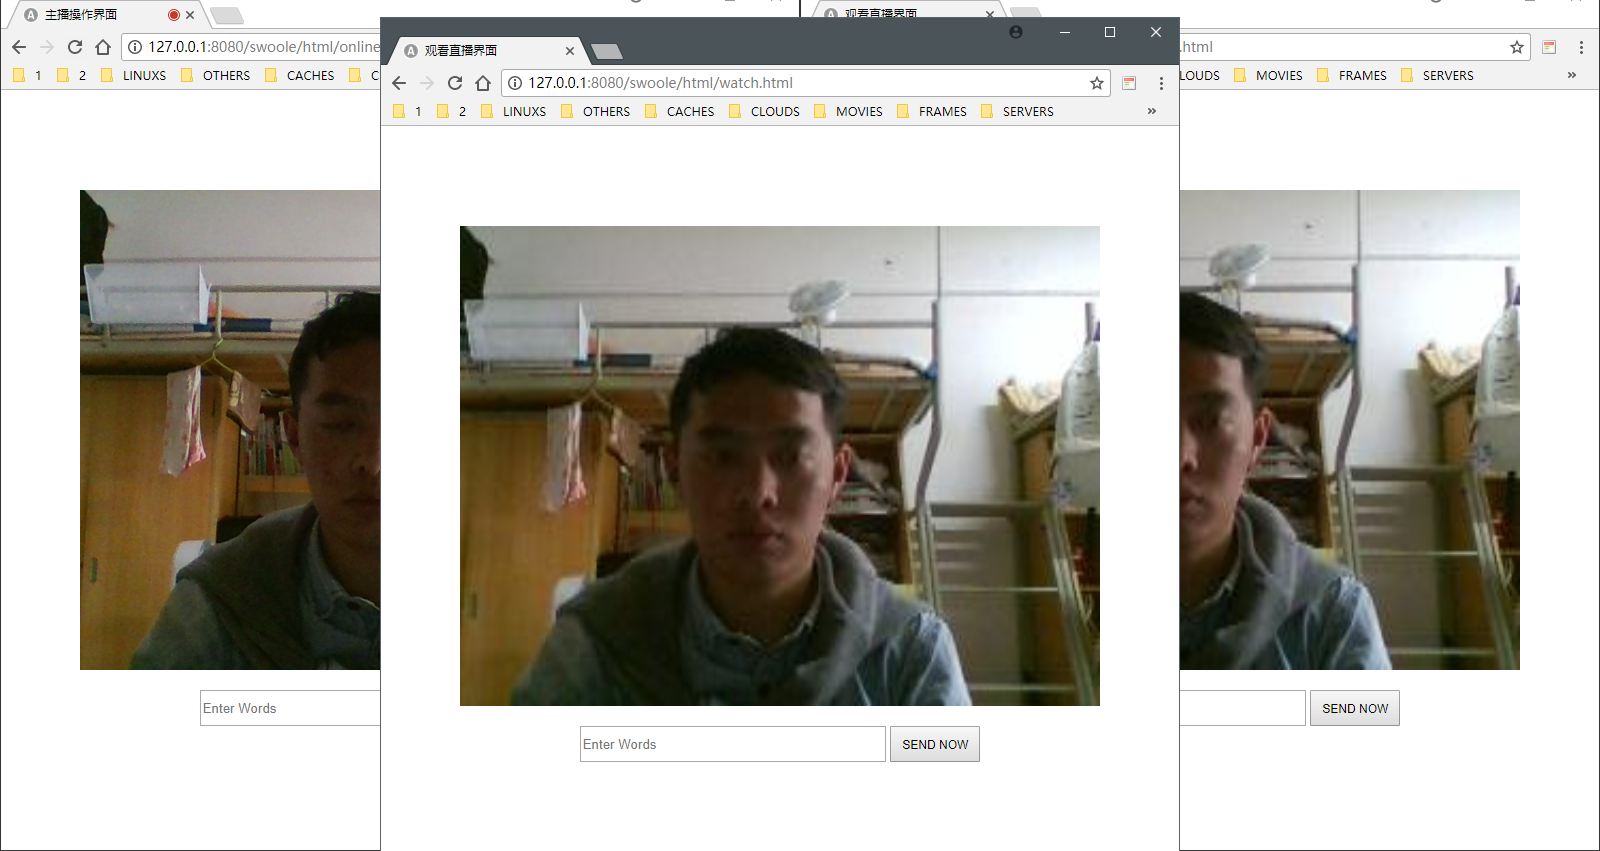 主播操作界面
127.0.0.1:8080/swoole/html/online
1 2 LINUXS OTHERS CACHES C
Enter Words
观看直播界面
127.0.0.1:8080/swoole/html/watch.html
1 2 LINUXS OTHERS CACHES CLOUDS MOVIES FRAMES SERVERS »
Enter Words SEND NOW
观看直播界面
.html
LOUDS MOVIES FRAMES SERVERS »
SEND NOW